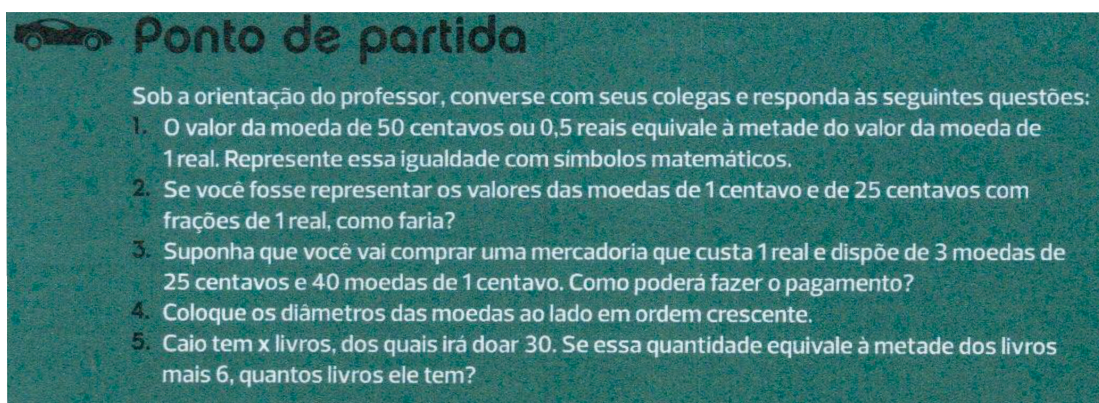 Ponto de partida
Sob a orientação do professor, converse com seus colegas e responda às seguintes questões:
1. O valor da moeda de 50 centavos ou 0,5 reais equivale à metade do valor da moeda de
1 real. Represente essa igualdade com símbolos matemáticos.
2. Se você fosse representar os valores das moedas de 1 centavo e de 25 centavos com
frações de 1 real, como faria?
3. Suponha que você vai comprar uma mercadoria que custa 1 real e dispõe de 3 moedas de
25 centavos e 40 moedas de 1 centavo. Como poderá fazer o pagamento?
4. Coloque os diâmetros das moedas ao lado em ordem crescente.
5. Caio tem x livros, dos quais irá doar 30. Se essa quantidade equivale à metade dos livros
mais 6, quantos livros ele tem?